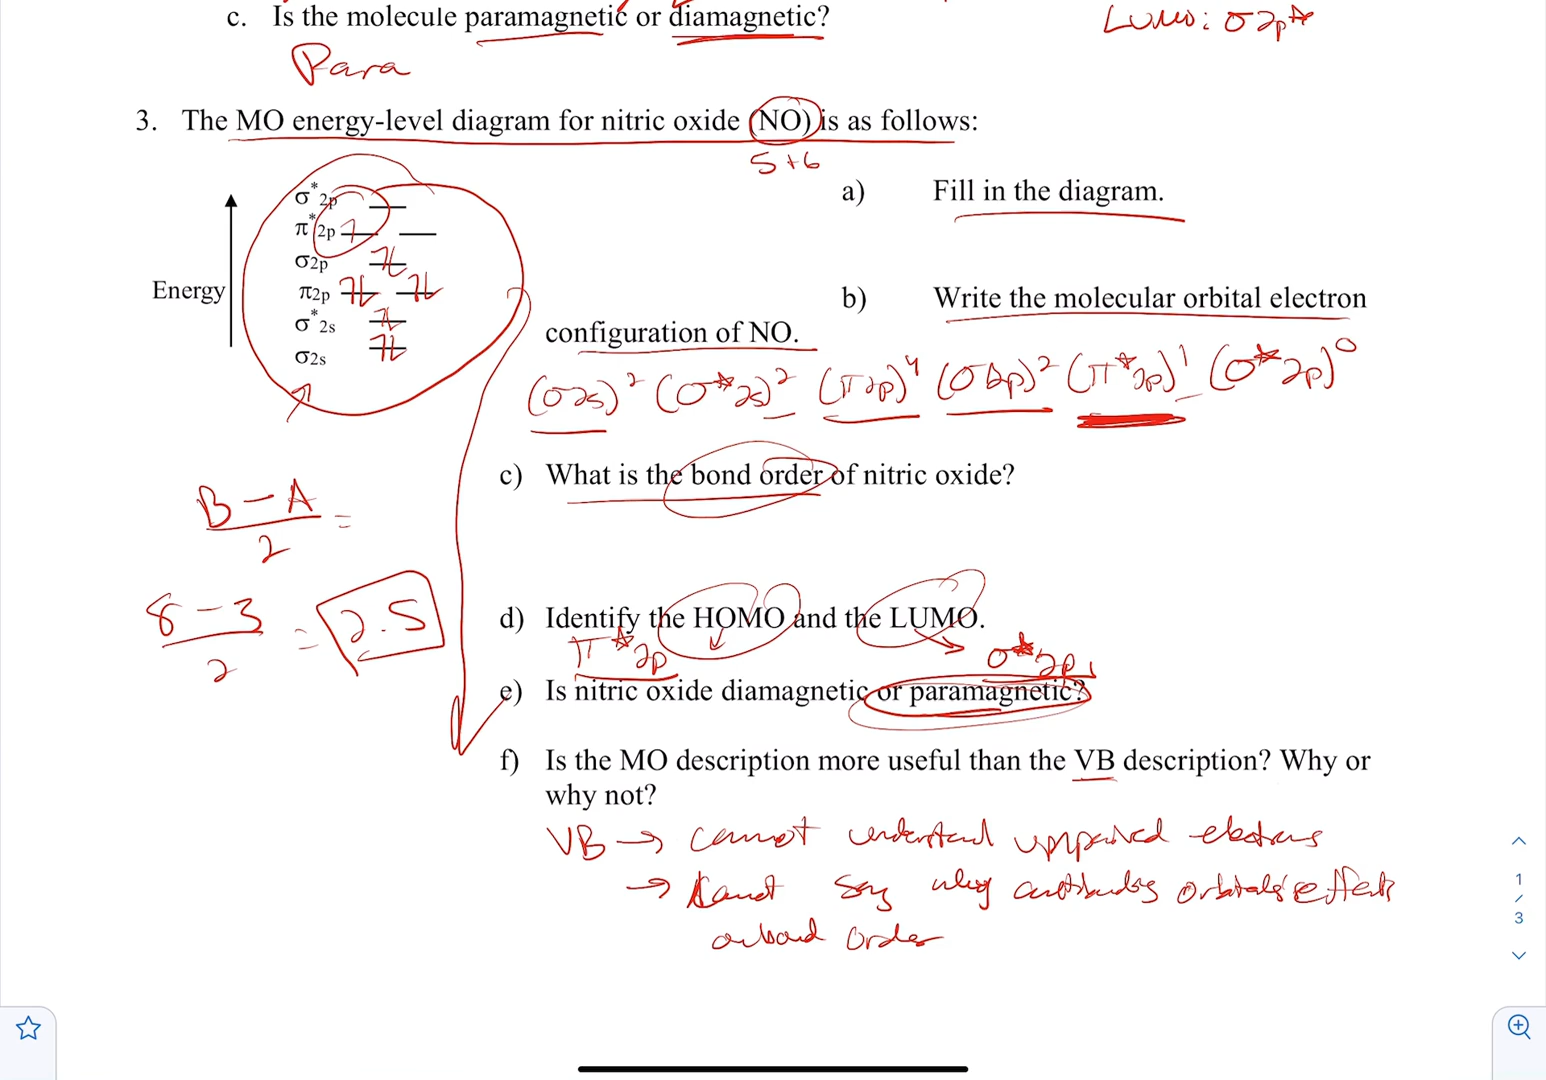 c. Is the molecule paramagnetic or diamagnetic?
LUMO: σ2p*
Para
3. The MO energy-level diagram for nitric oxide (NO) is as follows:
5+6
σ*2p
π*2p
σ2p
π2p
σ*2s
σ2s
Energy
a) Fill in the diagram.
b) Write the molecular orbital electron
configuration of NO.
(σ2s)² (σ*2s)² (π2p)⁴ (σ2p)² (π*2p)¹ (σ*2p)⁰
c) What is the bond order of nitric oxide?
B - A / 2 =
8 - 3 / 2 = 2.5
d) Identify the HOMO and the LUMO.
π*2p σ*2p
e) Is nitric oxide diamagnetic or paramagnetic?
f) Is the MO description more useful than the VB description? Why or
why not?
VB → cannot understand unpaired electrons
→ Cannot say why antibonding orbitals effect
on bond order
1
/
3